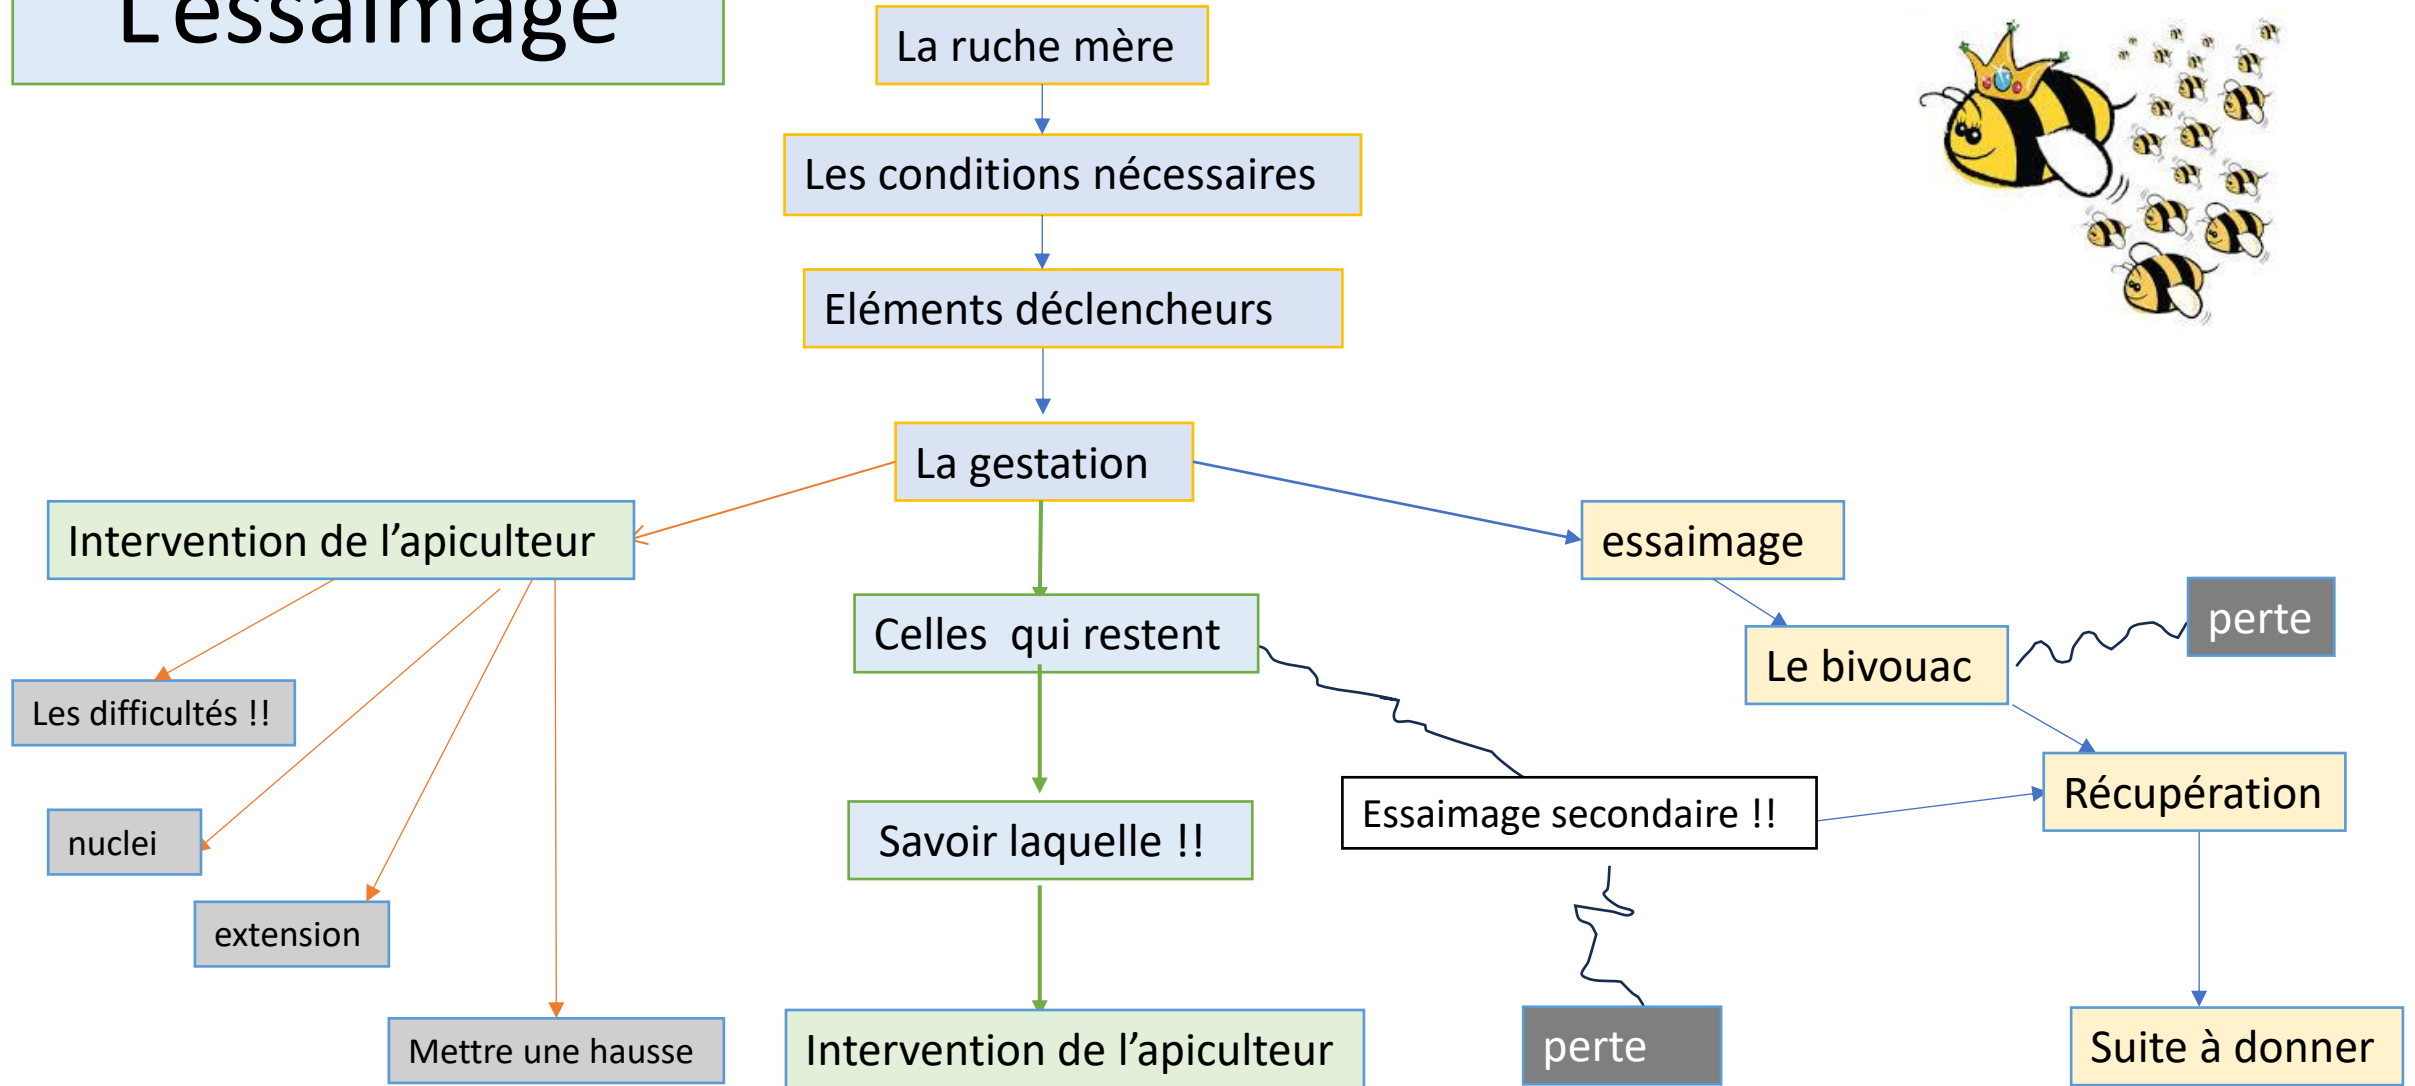 L'essaimage
La ruche mère
Les conditions nécessaires
Eléments déclencheurs
La gestation
Intervention de l’apiculteur
essaimage
perte
Celles qui restent
Le bivouac
Les difficultés !!
Récupération
Essaimage secondaire !!
nuclei
Savoir laquelle !!
extension
Mettre une hausse
Intervention de l’apiculteur
perte
Suite à donner